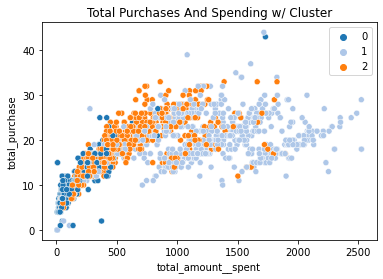 Total Purchases And Spending w/ Cluster
0
1
2
40
30
20
10
0
total_purchase
0 500 1000 1500 2000 2500
total_amount__spent